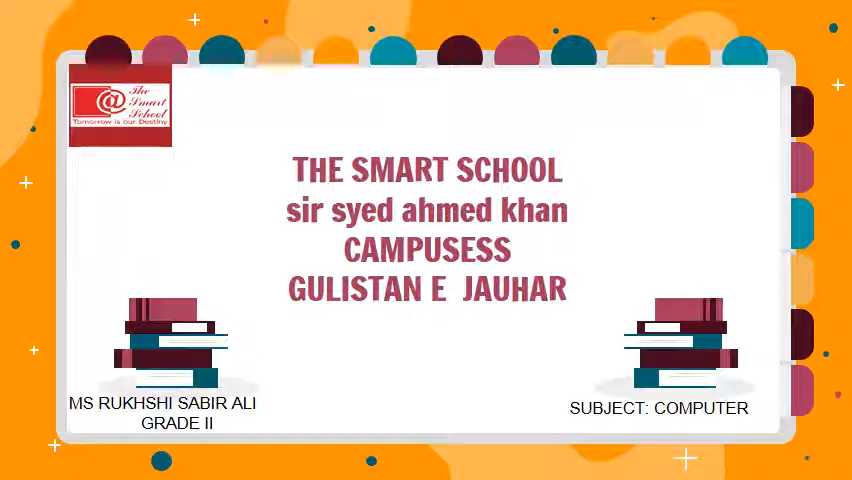 The
Smart
School
Tomorrow is our Destiny
THE SMART SCHOOL
sir syed ahmed khan
CAMPUSESS
GULISTAN E JAUHAR
MS RUKHSHI SABIR ALI
GRADE II
SUBJECT: COMPUTER